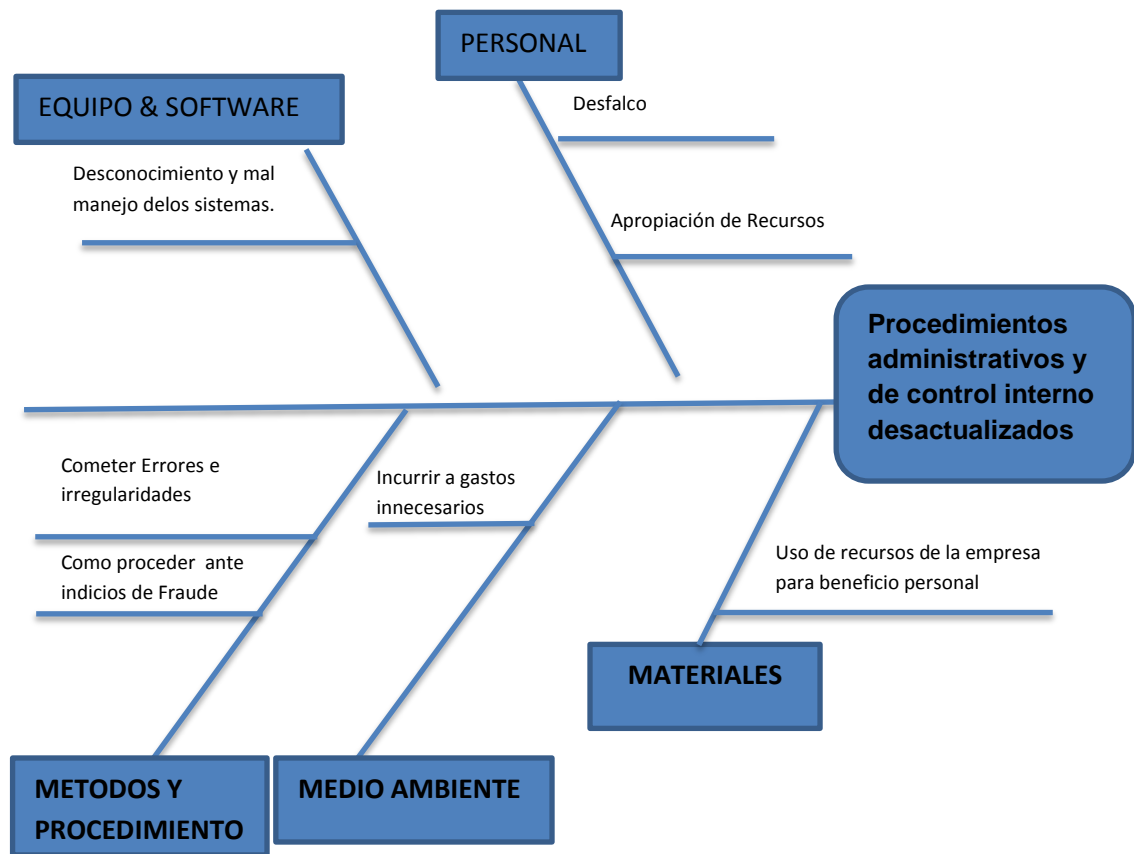 PERSONAL
EQUIPO & SOFTWARE
Desfalco
Desconocimiento y mal
manejo delos sistemas.
Apropiación de Recursos
Procedimientos
administrativos y
de control interno
desactualizados
Cometer Errores e
irregularidades
Incurrir a gastos
innecesarios
Como proceder  ante
indicios de Fraude
Uso de recursos de la empresa
para beneficio personal
MATERIALES
METODOS Y
PROCEDIMIENTO
MEDIO AMBIENTE